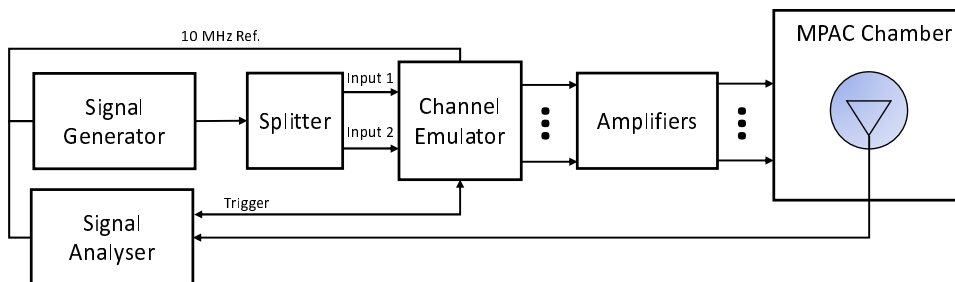 10 MHz Ref.
MPAC Chamber
Signal
Generator
Splitter
Input 1
Input 2
Channel
Emulator
Amplifiers
Trigger
Signal
Analyser